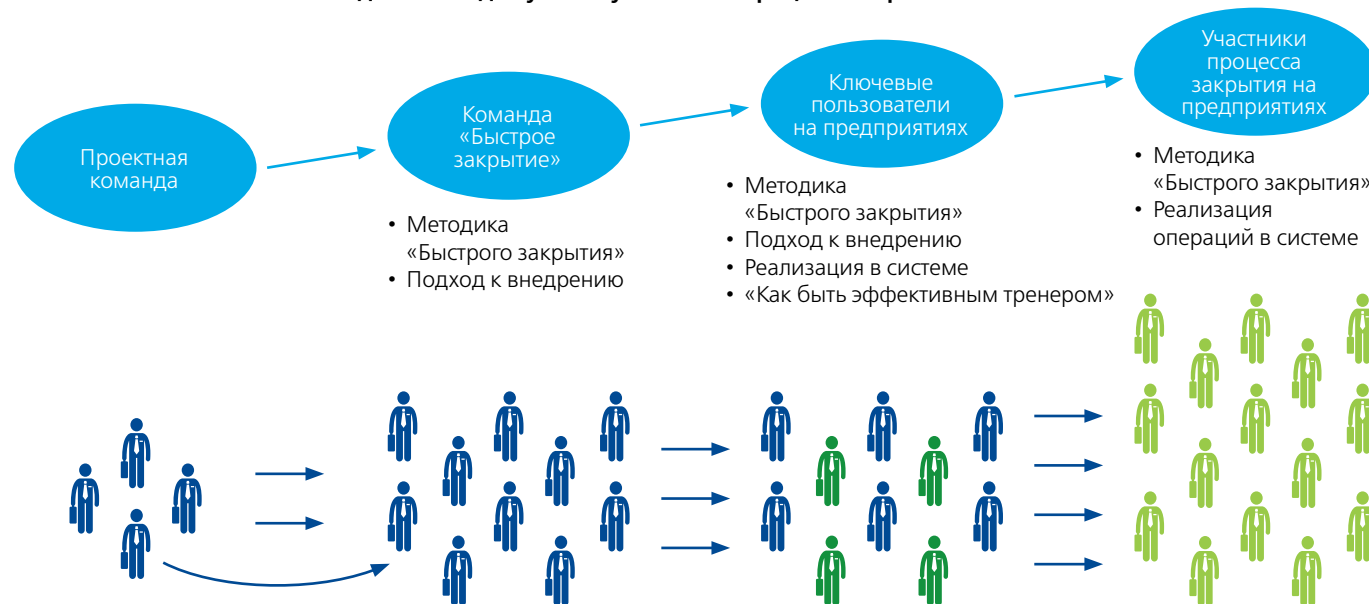 Проектная
команда
Команда
«Быстрое
закрытие»
• Методика
«Быстрого закрытия»
• Подход к внедрению
Ключевые
пользователи
на предприятиях
• Методика
«Быстрого закрытия»
• Подход к внедрению
• Реализация в системе
• «Как быть эффективным тренером»
Участники
процесса
закрытия на
предприятиях
• Методика
«Быстрого закрытия»
• Реализация
операций в системе